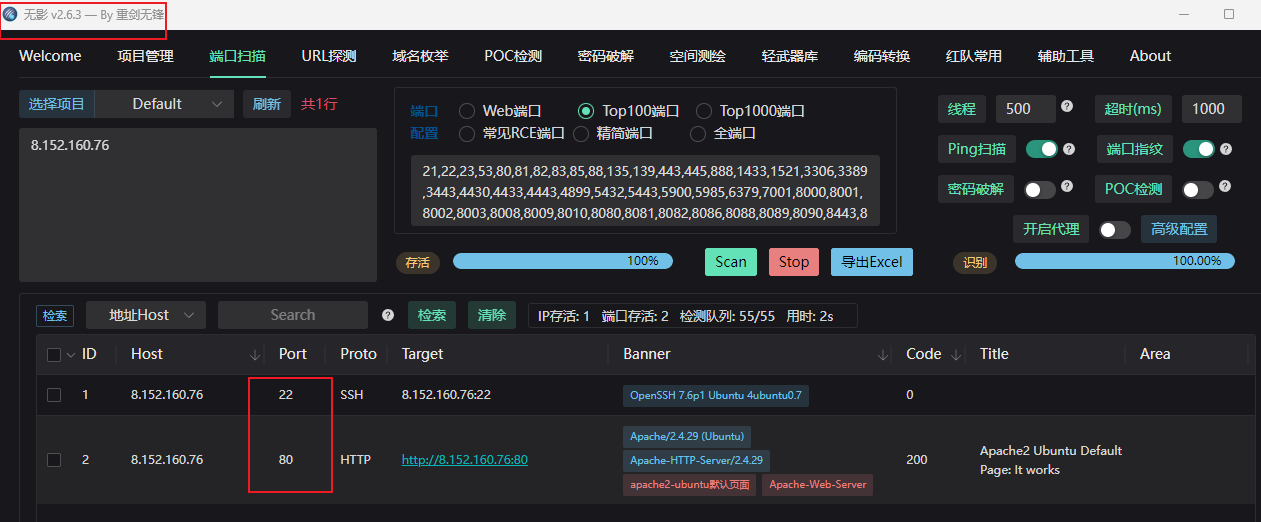 无影 v2.6.3 — By 重剑无锋
Welcome 项目管理 端口扫描 URL探测 域名枚举 POC检测 密码破解 空间测绘 轻武器库 编码转换 红队常用 辅助工具 About
选择项目 Default 刷新 共1行
8.152.160.76
端口 Web端口 Top100端口 Top1000端口
配置 常见RCE端口 精简端口 全端口
21,22,23,53,80,81,82,83,85,88,135,139,443,445,888,1433,1521,3306,3389
,3443,4430,4433,4443,4899,5432,5443,5900,5985,6379,7001,8000,8001,
8002,8003,8008,8009,8010,8080,8081,8082,8086,8088,8089,8090,8443,8
线程 500 ? 超时(ms) 1000
Ping扫描 ? 端口指纹 ?
密码破解 ? POC检测 ?
开启代理 高级配置
存活 100% Scan Stop 导出Excel 识别 100.00%
检索 地址Host Search ? 检索 清除 IP存活: 1 端口存活: 2 检测队列: 55/55 用时: 2s
ID Host Port Proto Target Banner Code Title Area
1 8.152.160.76 22 SSH 8.152.160.76:22 OpenSSH 7.6p1 Ubuntu 4ubuntu0.7 0
2 8.152.160.76 80 HTTP http://8.152.160.76:80 Apache/2.4.29 (Ubuntu)
Apache-HTTP-Server/2.4.29
apache2-ubuntu默认页面 Apache-Web-Server
200 Apache2 Ubuntu Default
Page: It works